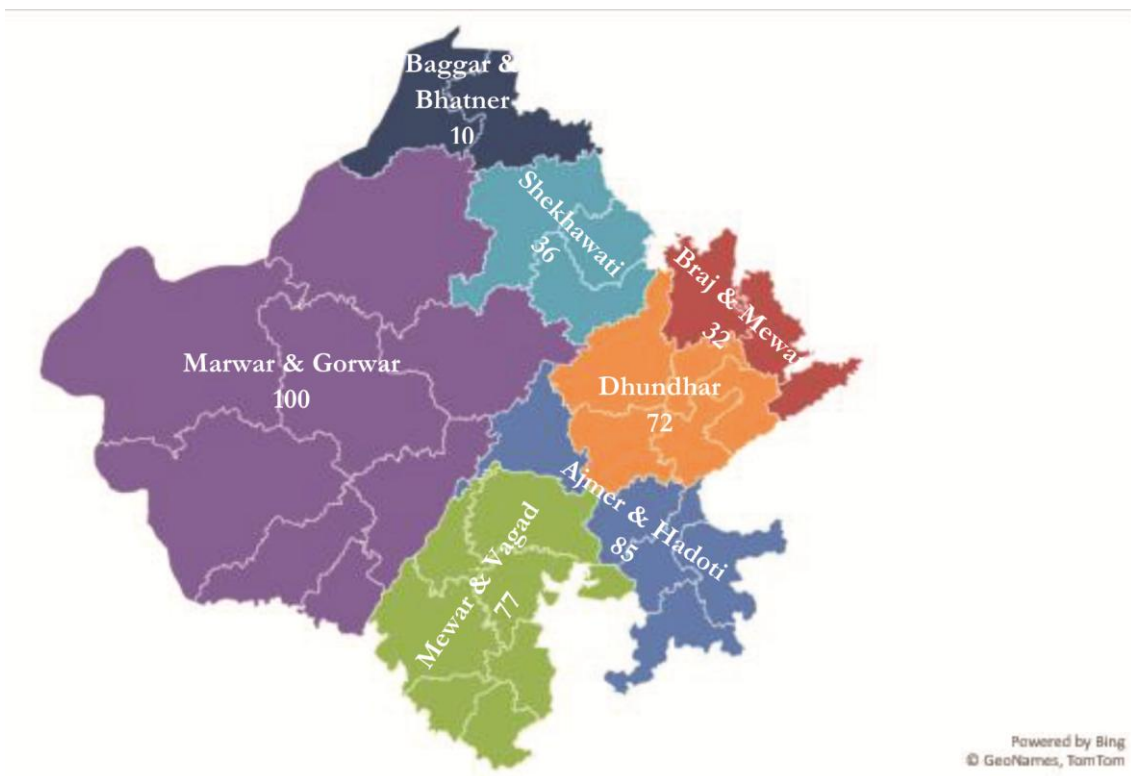 Baggar &
Bhatner
10
Shekhawati
36
Braj & Mewar
32
Marwar & Gorwar
100
Dhundhar
72
Ajmer & Hadoti
85
Mewar & Vagad
77
Powered by Bing
© GeoNames, TomTom